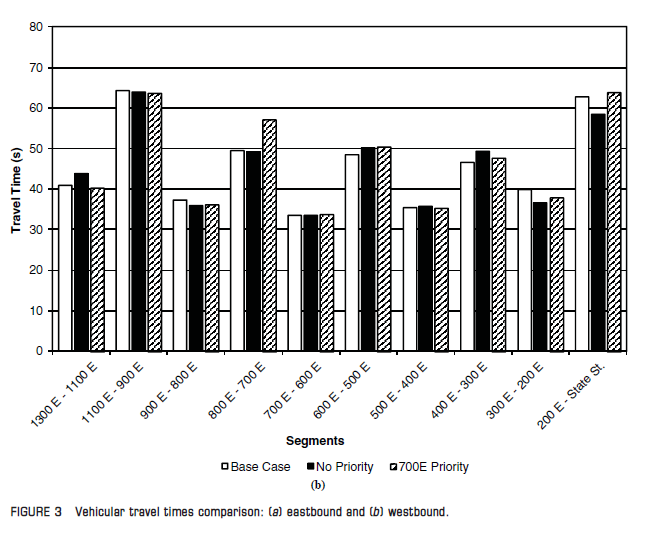 80
70
60
50
40
30
20
10
0
Travel Time (s)
1300 E - 1100 E
1100 E - 900 E
900 E - 800 E
800 E - 700 E
700 E - 600 E
600 E - 500 E
500 E - 400 E
400 E - 300 E
300 E - 200 E
200 E - State St.
Segments
Base Case No Priority 700E Priority
(b)
FIGURE 3 Vehicular travel times comparison: (a) eastbound and (b) westbound.